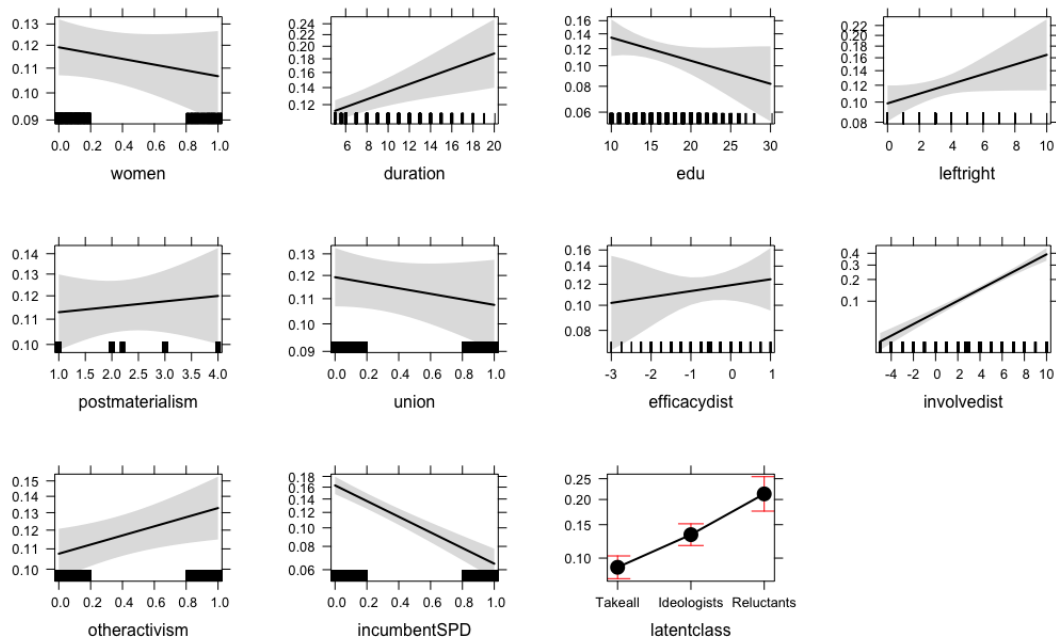 0.13
0.12
0.11
0.10
0.09
0.0 0.2 0.4 0.6 0.8 1.0
women
0.24
0.20
0.16
0.14
0.12
6 8 10 12 14 16 18 20
duration
0.16
0.14
0.12
0.10
0.08
0.06
10 15 20 25 30
edu
0.22
0.18
0.16
0.14
0.12
0.10
0.08
0 2 4 6 8 10
leftright
0.14
0.13
0.12
0.11
0.10
1.0 1.5 2.0 2.5 3.0 3.5 4.0
postmaterialism
0.13
0.12
0.11
0.10
0.09
0.0 0.2 0.4 0.6 0.8 1.0
union
0.16
0.14
0.12
0.10
0.08
-3 -2 -1 0 1
efficacydist
0.4
0.3
0.2
0.1
-4 -2 0 2 4 6 8 10
involvedist
0.15
0.14
0.13
0.12
0.11
0.10
0.0 0.2 0.4 0.6 0.8 1.0
otheractivism
0.18
0.16
0.14
0.12
0.10
0.08
0.06
0.0 0.2 0.4 0.6 0.8 1.0
incumbentSPD
0.25
0.20
0.15
0.10
Takeall Ideologists Reluctants
latentclass